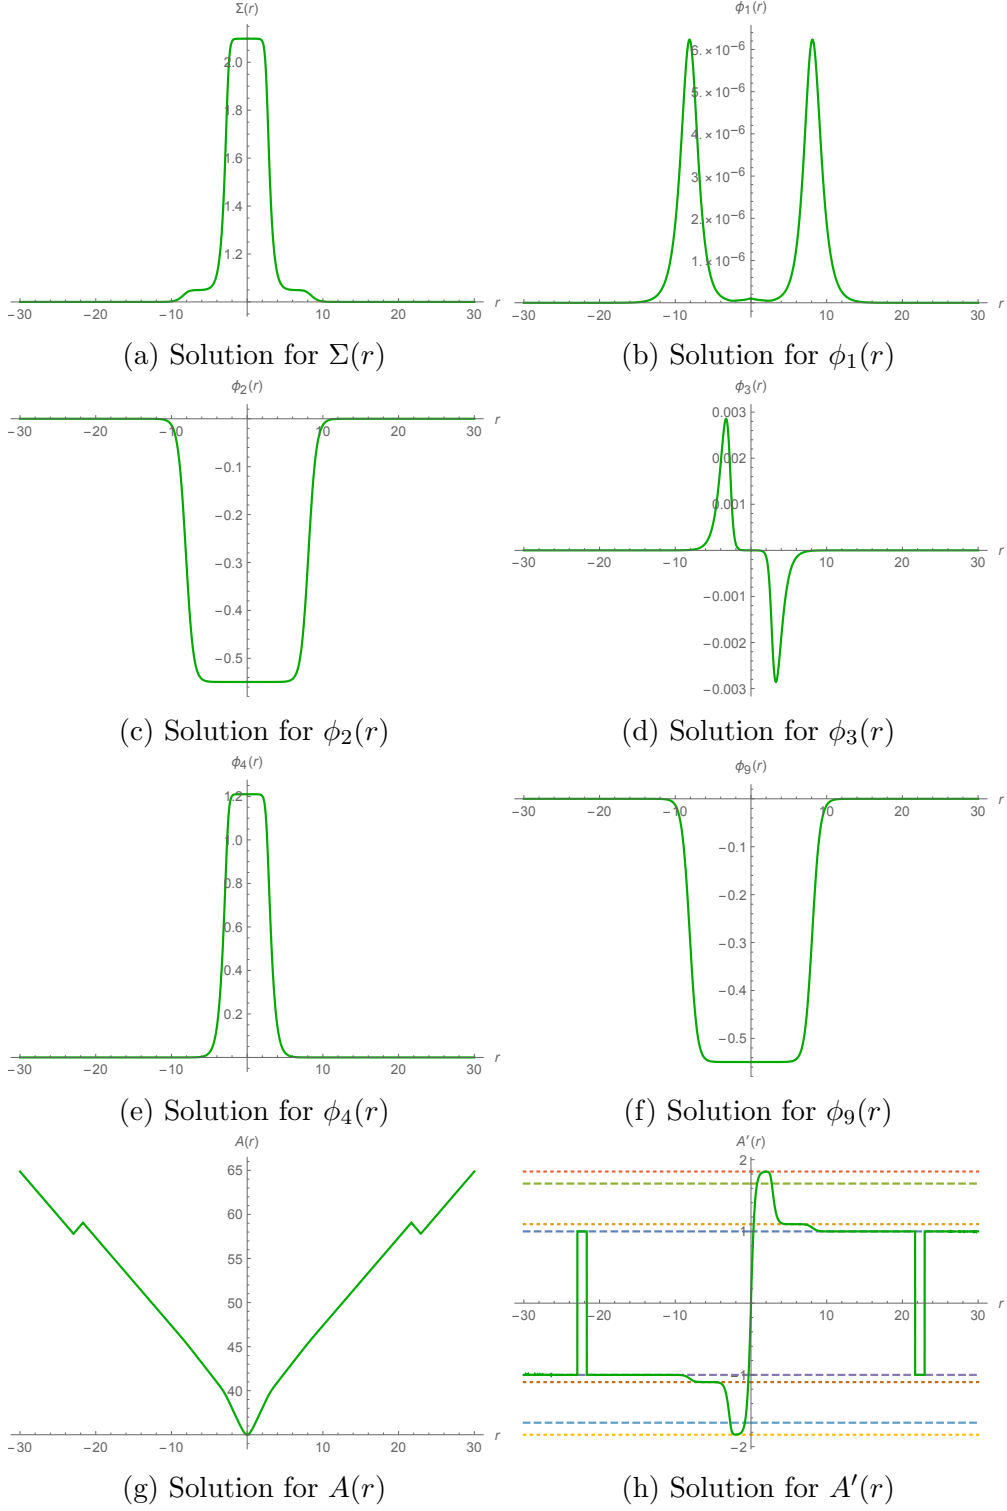 Σ(r)
2.0
1.8
1.6
1.4
1.2
−30 −20 −10 0 10 20 30 r
(a) Solution for Σ(r)
ϕ1(r)
6.×10^-6
5.×10^-6
4.×10^-6
3.×10^-6
2.×10^-6
1.×10^-6
−30 −20 −10 0 10 20 30 r
(b) Solution for ϕ1(r)
ϕ2(r)
−30 −20 −10 10 20 30 r
−0.1
−0.2
−0.3
−0.4
−0.5
(c) Solution for ϕ2(r)
ϕ3(r)
0.003
0.002
0.001
−30 −20 −10 10 20 30 r
−0.001
−0.002
−0.003
(d) Solution for ϕ3(r)
ϕ4(r)
1.2
1.0
0.8
0.6
0.4
0.2
−30 −20 −10 0 10 20 30 r
(e) Solution for ϕ4(r)
ϕ9(r)
−30 −20 −10 10 20 30 r
−0.1
−0.2
−0.3
−0.4
−0.5
(f) Solution for ϕ9(r)
A(r)
65
60
55
50
45
40
−30 −20 −10 0 10 20 30 r
(g) Solution for A(r)
A′(r)
2
1
−30 −20 −10 10 20 30 r
−1
−2
(h) Solution for A′(r)